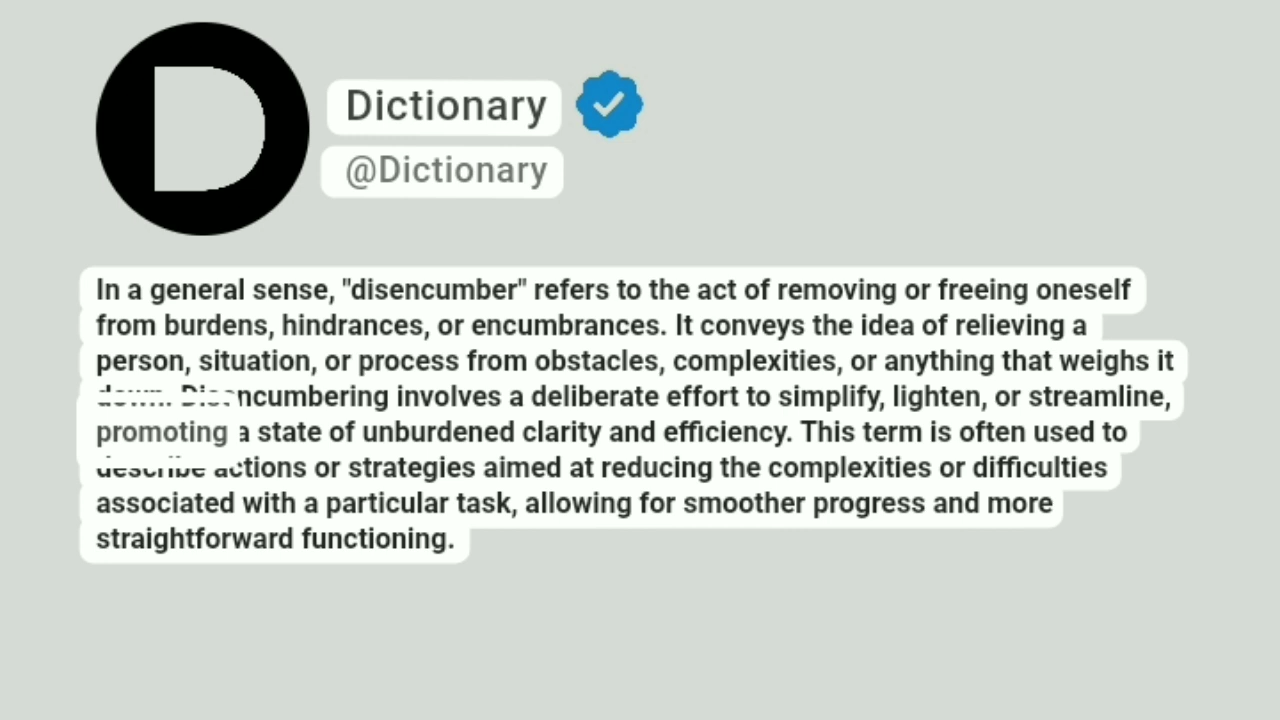 D
Dictionary
@Dictionary
In a general sense, "disencumber" refers to the act of removing or freeing oneself
from burdens, hindrances, or encumbrances. It conveys the idea of relieving a
person, situation, or process from obstacles, complexities, or anything that weighs it
down. Disencumbering involves a deliberate effort to simplify, lighten, or streamline,
promoting a state of unburdened clarity and efficiency. This term is often used to
describe actions or strategies aimed at reducing the complexities or difficulties
associated with a particular task, allowing for smoother progress and more
straightforward functioning.